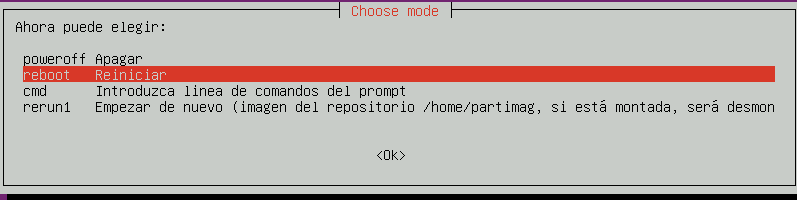 Choose mode
Ahora puede elegir:
poweroff Apagar
reboot Reiniciar
cmd Introduzca linea de comandos del prompt
rerun1 Empezar de nuevo (imagen del repositorio /home/partimag, si está montada, será desmon
<Ok>